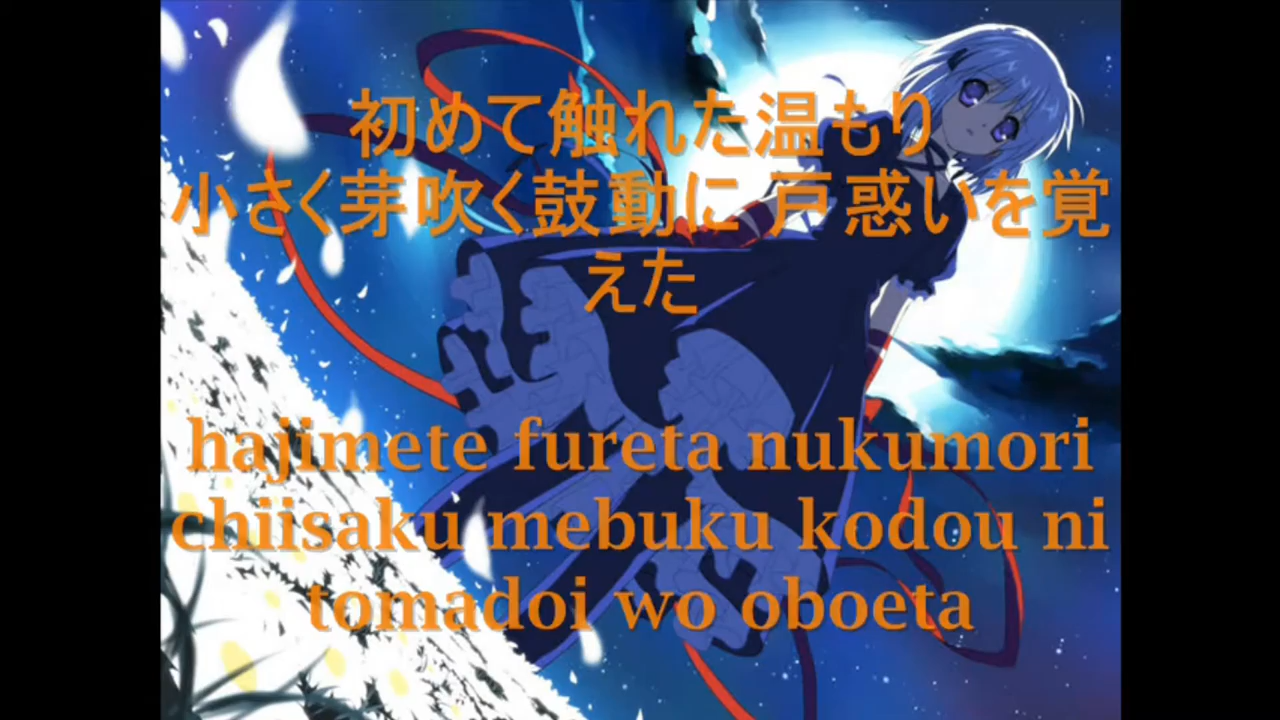 初めて触れた温もり
小さく芽吹く鼓動に 戸惑いを覚
えた
hajimete fureta nukumori
chiisaku mebuku kodou ni
tomadoi wo oboeta